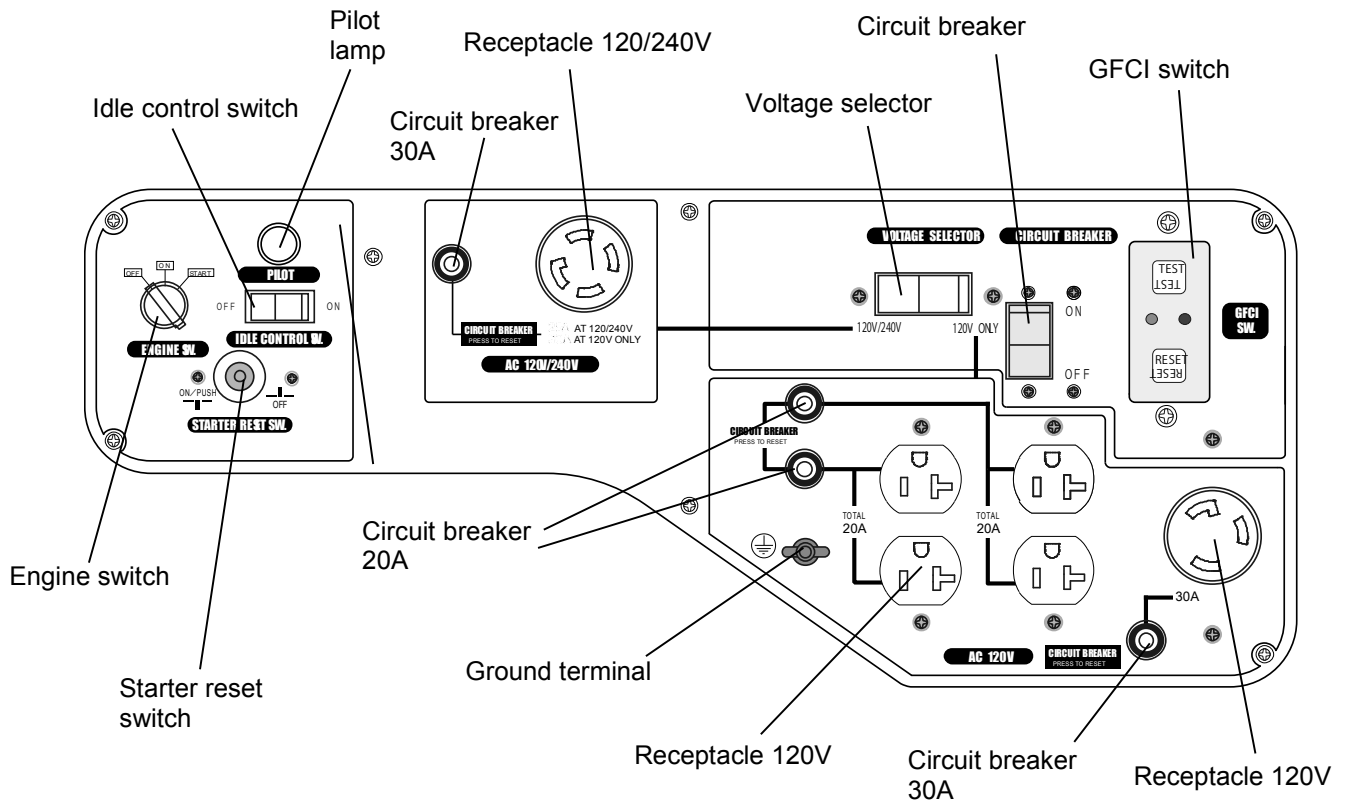 Pilot
lamp
Receptacle 120/240V
Circuit breaker
GFCI switch
Idle control switch
Circuit breaker
30A
Voltage selector
VOLTAGE SELECTOR
CIRCUIT BREAKER
OFF
ON
START
PILOT
TEST
TEST
OFF
ON
ON
120V/240V
120V ONLY
GFCI
SW.
CIRCUIT BREAKER
PRESS TO RESET
AT 120/240V
AT 120V ONLY
ENGINE SW.
IDLE CONTROL W.
RESET
RESET
AC 120V/240V
OFF
ON/PUSH
OFF
STARTER REST SW.
CIRCUIT BREAKER
PRESS TO RESET
TOTAL
20A
TOTAL
20A
Circuit breaker
20A
Engine switch
30A
AC 120V
CIRCUIT BREAKER
PRESS TO RESET
Ground terminal
Starter reset
switch
Receptacle 120V
Circuit breaker
30A
Receptacle 120V